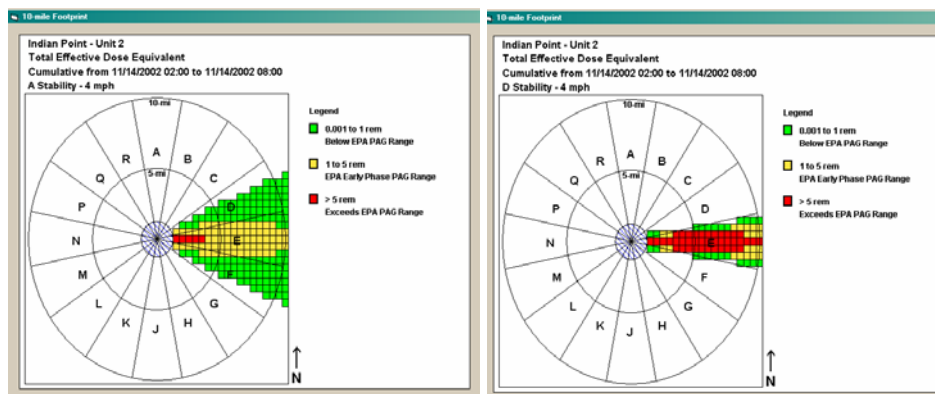 10-mile Footprint
Indian Point - Unit 2
Total Effective Dose Equivalent
Cumulative from 11/14/2002 02:00 to 11/14/2002 08:00
A Stability - 4 mph
10-mi
5-mi
A
B
C
D
E
F
G
H
J
K
L
M
N
P
Q
R
Legend
0.001 to 1 rem
Below EPA PAG Range
1 to 5 rem
EPA Early Phase PAG Range
> 5 rem
Exceeds EPA PAG Range
N
10-mile Footprint
Indian Point - Unit 2
Total Effective Dose Equivalent
Cumulative from 11/14/2002 02:00 to 11/14/2002 08:00
D Stability - 4 mph
10-mi
5-mi
A
B
C
D
E
F
G
H
J
K
L
M
N
P
Q
R
Legend
0.001 to 1 rem
Below EPA PAG Range
1 to 5 rem
EPA Early Phase PAG Range
> 5 rem
Exceeds EPA PAG Range
N